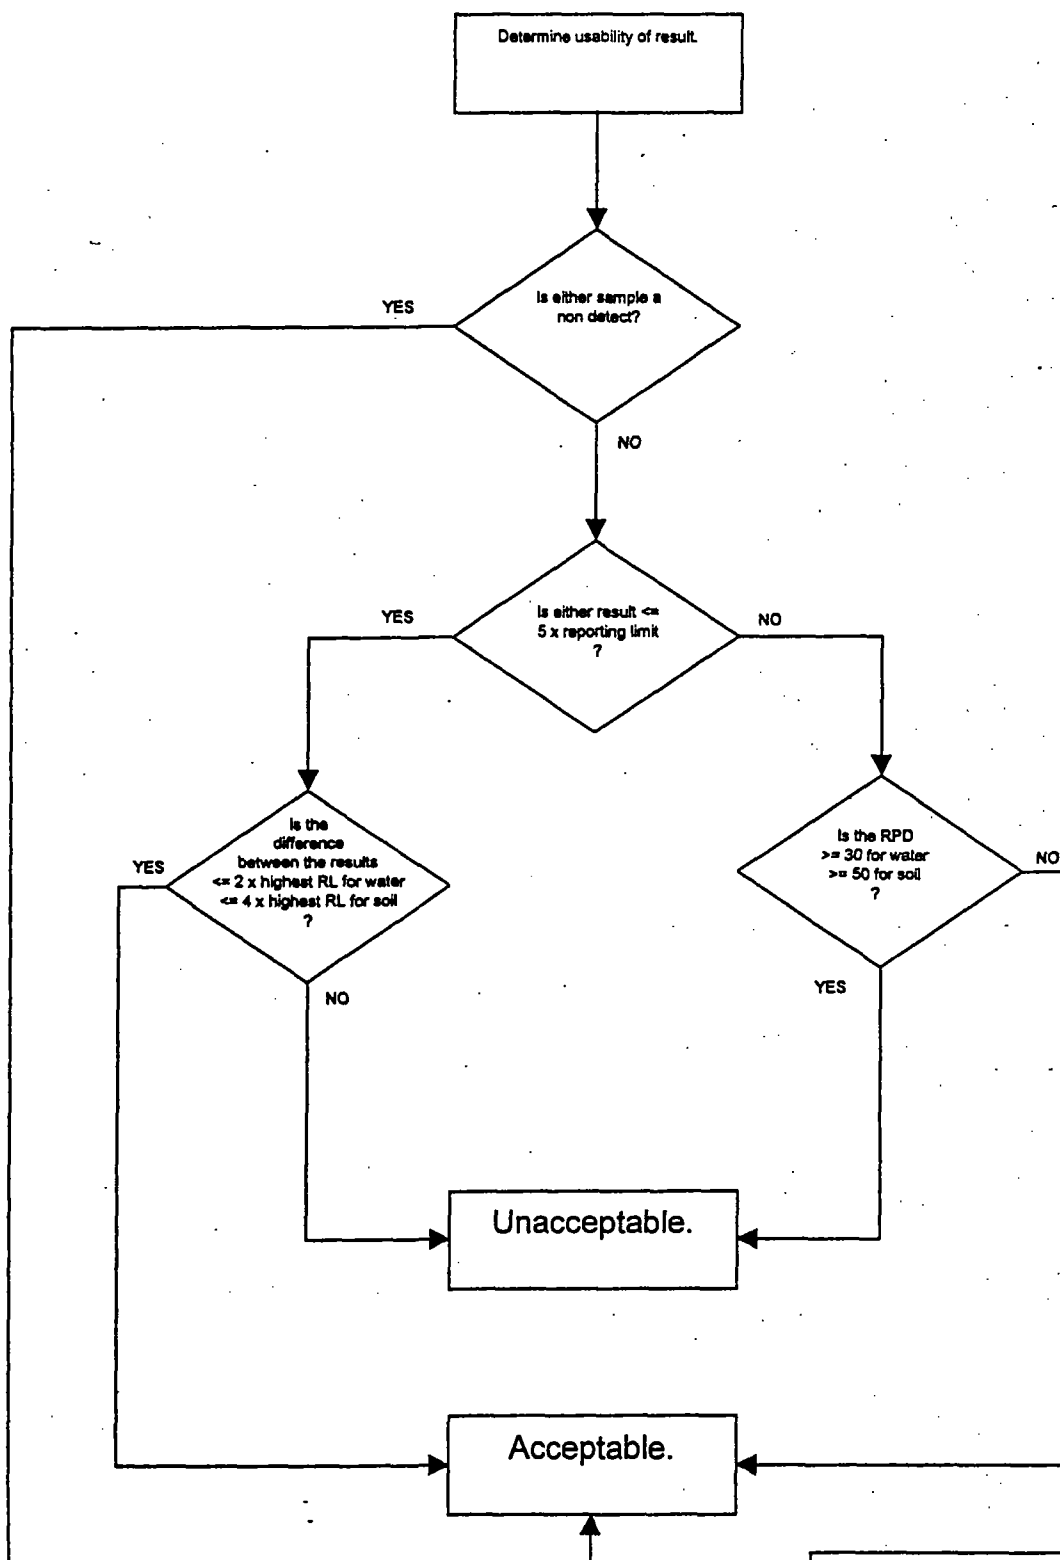 Determine usability of result.
Is either sample a
non detect?
YES
NO
Is either result <=
5 x reporting limit
?
YES
NO
Is the
difference
between the results
<= 2 x highest RL for water
<= 4 x highest RL for soil
?
YES
NO
Is the RPD
>= 30 for water
>= 50 for soil
?
NO
YES
Unacceptable.
Acceptable.